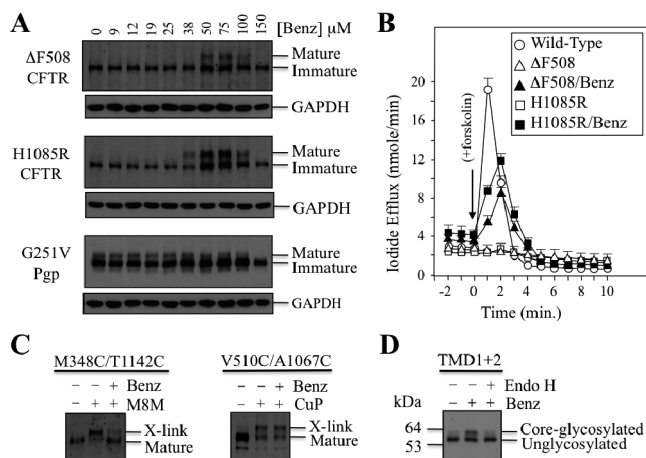 A
0 9 12 19 25 38 50 75 100 150 [Benz] µM
ΔF508
CFTR
Mature
Immature
GAPDH
H1085R
CFTR
Mature
Immature
GAPDH
G251V
Pgp
Mature
Immature
GAPDH
B
Wild-Type
ΔF508
ΔF508/Benz
H1085R
H1085R/Benz
Iodide Efflux (nmole/min)
20
16
12
8
4
0
(+forskolin)
-2 0 2 4 6 8 10
Time (min.)
C
M348C/T1142C
- - + Benz
- + + M8M
X-link
Mature
V510C/A1067C
- - + Benz
- + + CuP
X-link
Mature
D
TMD1+2
- - + Endo H
- + + Benz
kDa
64
53
Core-glycosylated
Unglycosylated